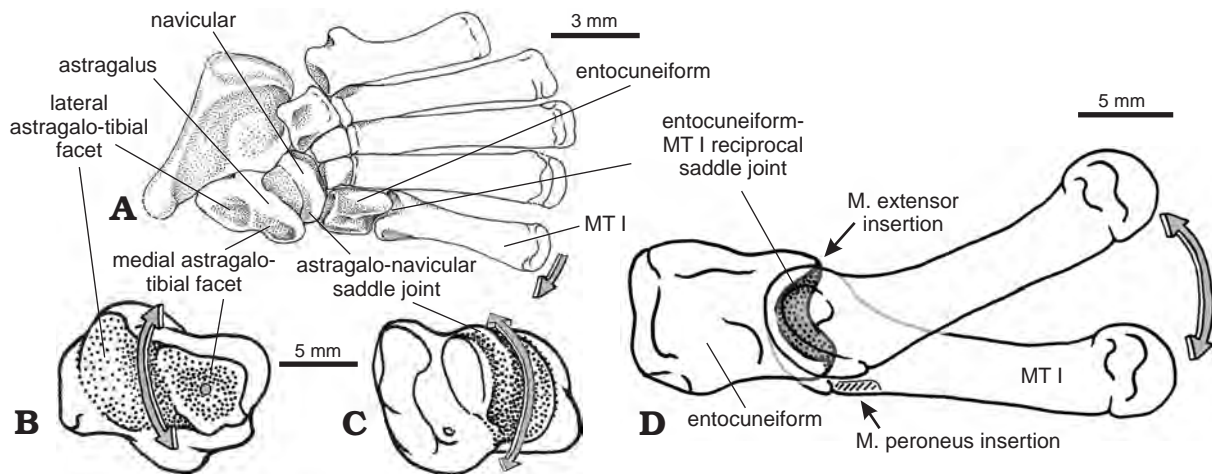 navicular
3 mm
astragalus
entocuneiform
lateral
astragalo-tibial
facet
5 mm
entocuneiform-
MT I reciprocal
saddle joint
A
M. extensor
insertion
MT I
medial astragalo-
tibial facet
astragalo-navicular
saddle joint
5 mm
MT I
B
C
D
entocuneiform
M. peroneus insertion